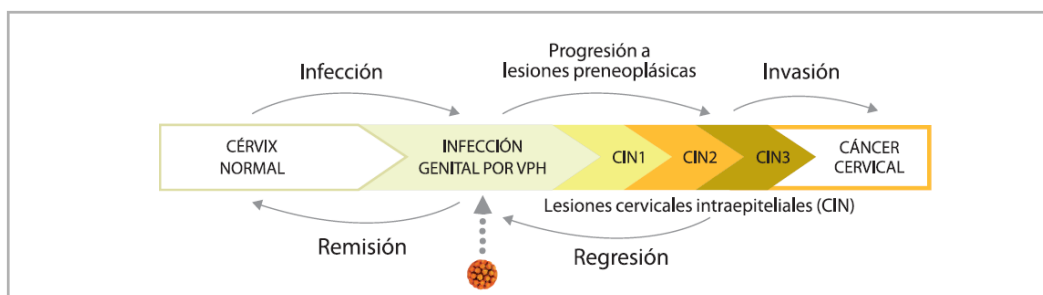 Infección
Progresión a
lesiones preneoplásicas
Invasión
CÉRVIX
NORMAL
INFECCIÓN
GENITAL POR VPH
CIN1
CIN2
CIN3
CÁNCER
CERVICAL
Lesiones cervicales intraepiteliales (CIN)
Remisión
Regresión